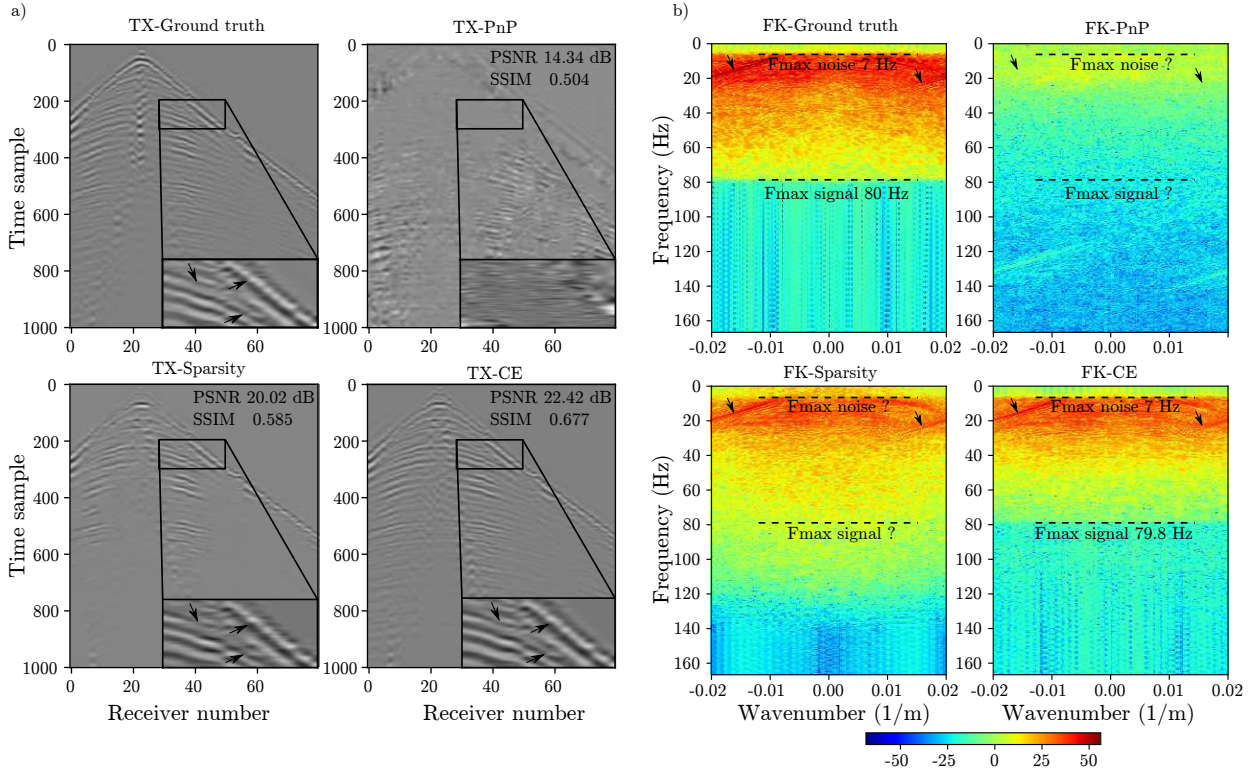 a)
TX-Ground truth
TX-PnP
0
200
400
600
800
1000
Time sample
0 20 40 60
0
200
400
600
800
1000
PSNR 14.34 dB
SSIM 0.504
0 20 40 60
TX-Sparsity
TX-CE
0
200
400
600
800
1000
Time sample
PSNR 20.02 dB
SSIM 0.585
0 20 40 60
Receiver number
0
200
400
600
800
1000
PSNR 22.42 dB
SSIM 0.677
0 20 40 60
Receiver number
b)
FK-Ground truth
FK-PnP
0
20
40
60
80
100
120
140
160
Frequency (Hz)
Fmax noise 7 Hz
Fmax signal 80 Hz
-0.02 -0.01 0.00 0.01 0.02
0
20
40
60
80
100
120
140
160
Fmax noise ?
Fmax signal ?
-0.02 -0.01 0.00 0.01 0.02
FK-Sparsity
FK-CE
0
20
40
60
80
100
120
140
160
Frequency (Hz)
Fmax noise ?
Fmax signal ?
-0.02 -0.01 0.00 0.01 0.02
Wavenumber (1/m)
0
20
40
60
80
100
120
140
160
Fmax noise 7 Hz
Fmax signal 79.8 Hz
-0.02 -0.01 0.00 0.01 0.02
Wavenumber (1/m)
-50 -25 0 25 50